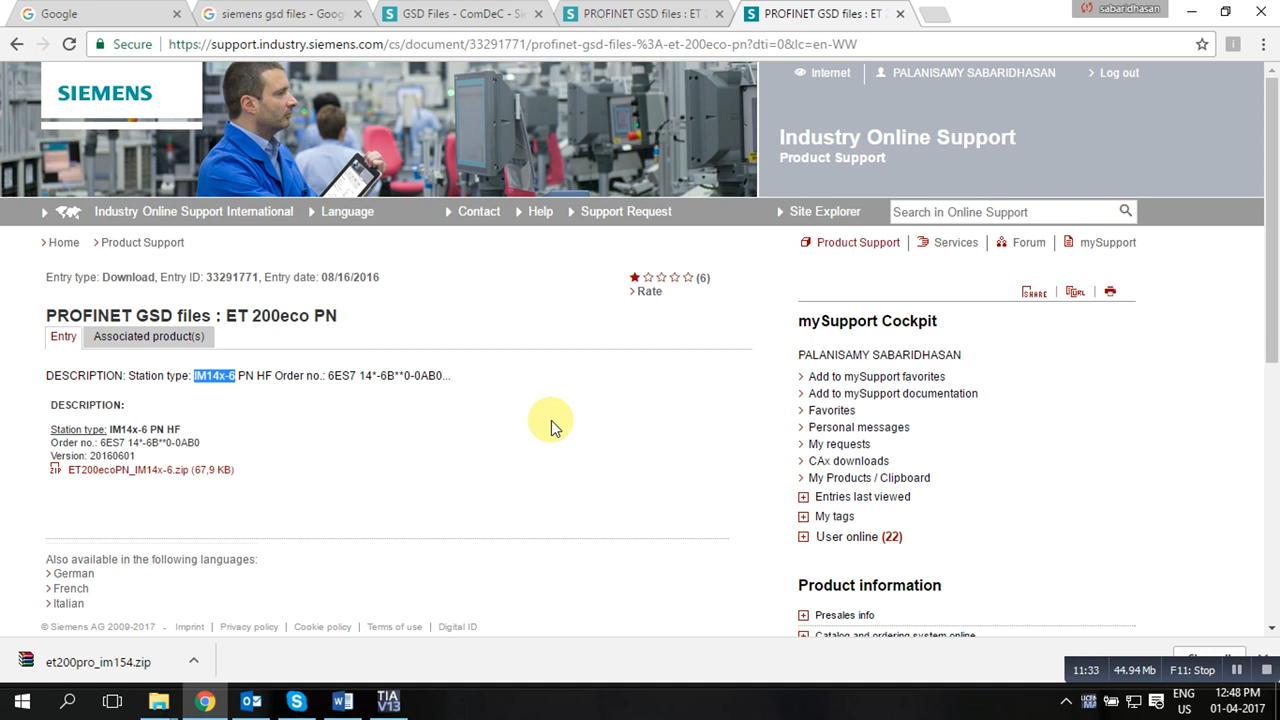 Google
siemens gsd files - Goog
GSD Files - ComDeC - Si
PROFINET GSD files : ET
PROFINET GSD files : ET 2
sabaridhasan
Secure
https://support.industry.siemens.com/cs/document/33291771/profinet-gsd-files-%3A-et-200eco-pn?dti=0&lc=en-WW
SIEMENS
Internet
PALANISAMY SABARIDHASAN
Log out
Industry Online Support
Product Support
Industry Online Support International
Language
Contact
Help
Support Request
Site Explorer
Search in Online Support
Home
Product Support
Product Support
Services
Forum
mySupport
Entry type: Download, Entry ID: 33291771, Entry date: 08/16/2016
(6)
Rate
SHARE
URL
PROFINET GSD files : ET 200eco PN
Entry
Associated product(s)
DESCRIPTION: Station type: IM14x-6 PN HF Order no.: 6ES7 14*-6B**0-0AB0...
DESCRIPTION:
Station type: IM14x-6 PN HF
Order no.: 6ES7 14*-6B**0-0AB0
Version: 20160601
ZIP ET200ecoPN_IM14x-6.zip (67,9 KB)
Also available in the following languages:
German
French
Italian
© Siemens AG 2009-2017 - Imprint Privacy policy Cookie policy Terms of use Digital ID
mySupport Cockpit
PALANISAMY SABARIDHASAN
Add to mySupport favorites
Add to mySupport documentation
Favorites
Personal messages
My requests
CAx downloads
My Products / Clipboard
Entries last viewed
My tags
User online (22)
Product information
Presales info
Catalog and ordering system online
et200pro_im154.zip
11:33
44.94 Mb
F11: Stop
TIA
V13
ENG
US
12:48 PM
01-04-2017